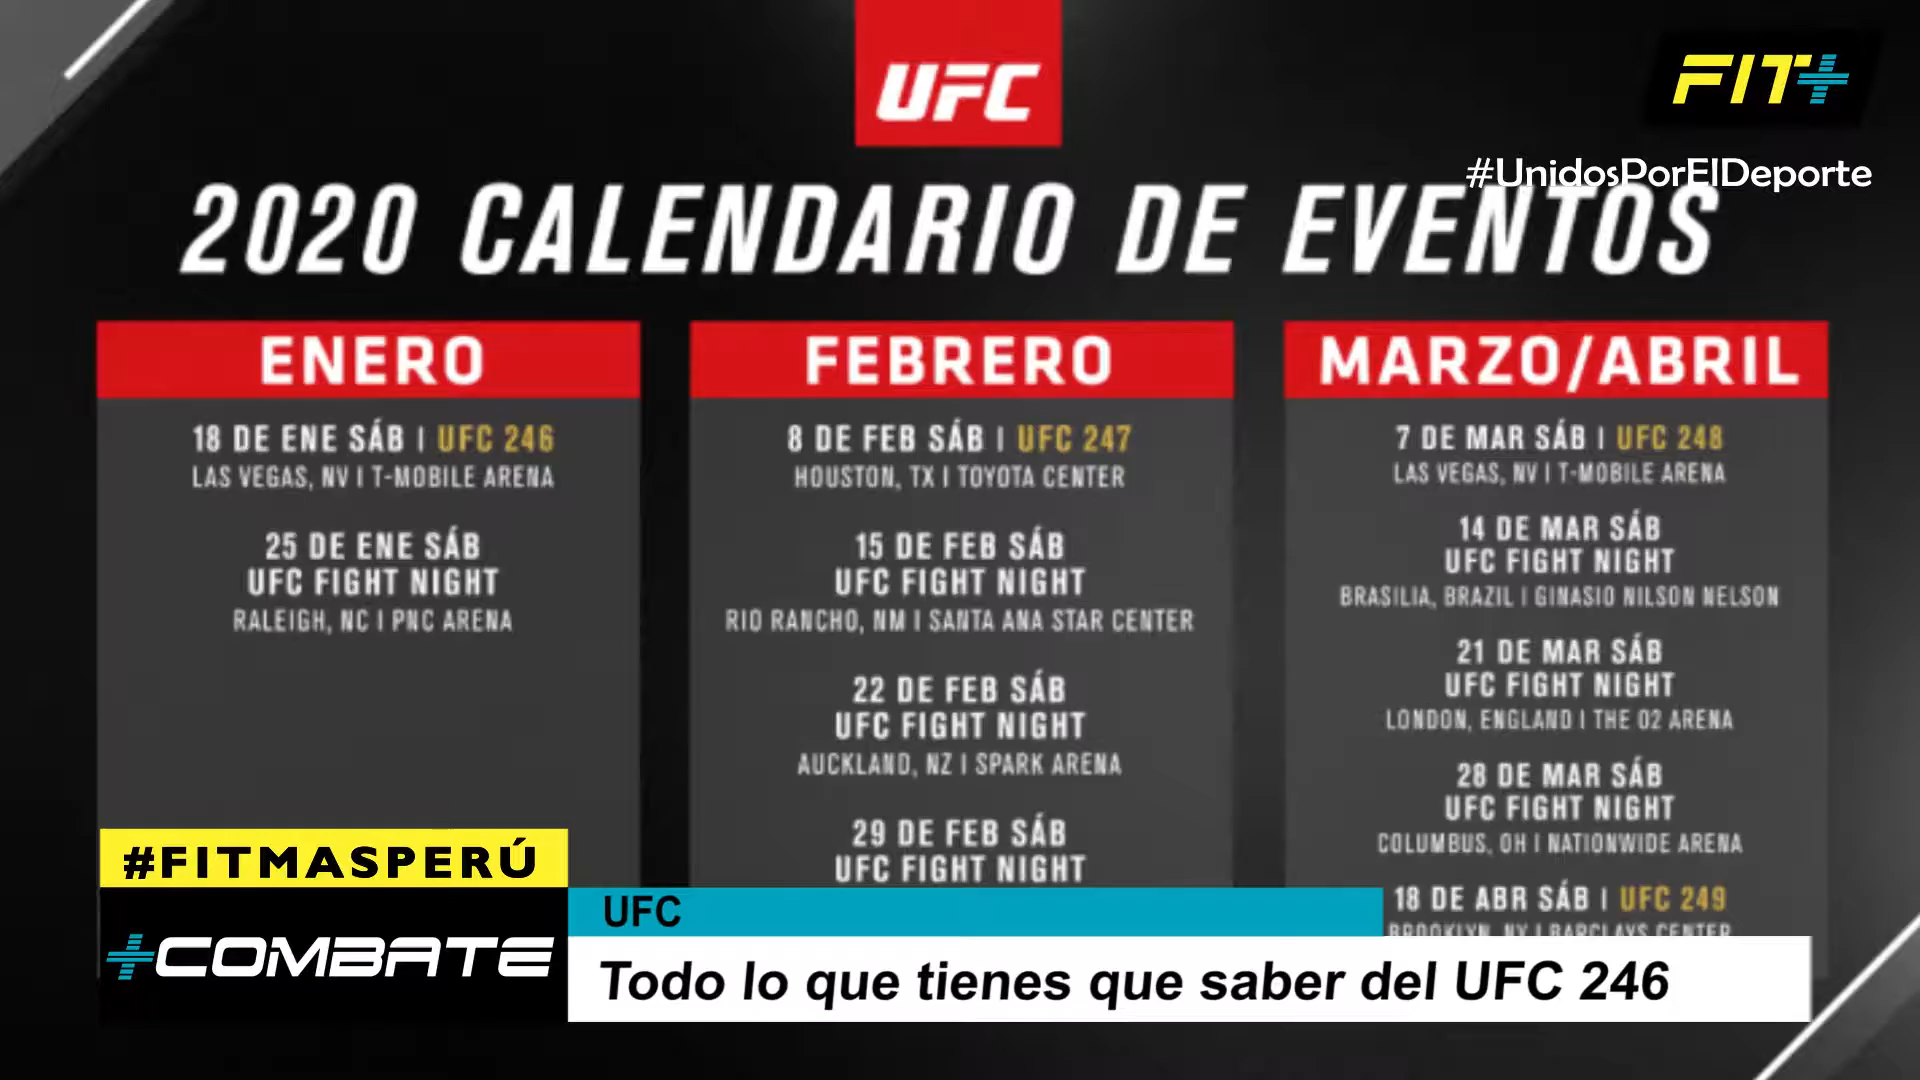 UFC
FIT+
#UnidosPorElDeporte
2020 CALENDARIO DE EVENTOS
ENERO
18 DE ENE SÁB | UFC 246
LAS VEGAS, NV | T-MOBILE ARENA
25 DE ENE SÁB
UFC FIGHT NIGHT
RALEIGH, NC | PNC ARENA
FEBRERO
8 DE FEB SÁB | UFC 247
HOUSTON, TX | TOYOTA CENTER
15 DE FEB SÁB
UFC FIGHT NIGHT
RIO RANCHO, NM | SANTA ANA STAR CENTER
22 DE FEB SÁB
UFC FIGHT NIGHT
AUCKLAND, NZ | SPARK ARENA
29 DE FEB SÁB
UFC FIGHT NIGHT
MARZO/ABRIL
7 DE MAR SÁB | UFC 248
LAS VEGAS, NV | T-MOBILE ARENA
14 DE MAR SÁB
UFC FIGHT NIGHT
BRASILIA, BRAZIL | GINASIO NILSON NELSON
21 DE MAR SÁB
UFC FIGHT NIGHT
LONDON, ENGLAND | THE O2 ARENA
28 DE MAR SÁB
UFC FIGHT NIGHT
COLUMBUS, OH | NATIONWIDE ARENA
18 DE ABR SÁB | UFC 249
BROOKLYN, NY | BARCLAYS CENTER
#FITMASPERÚ
+COMBATE
UFC
Todo lo que tienes que saber del UFC 246